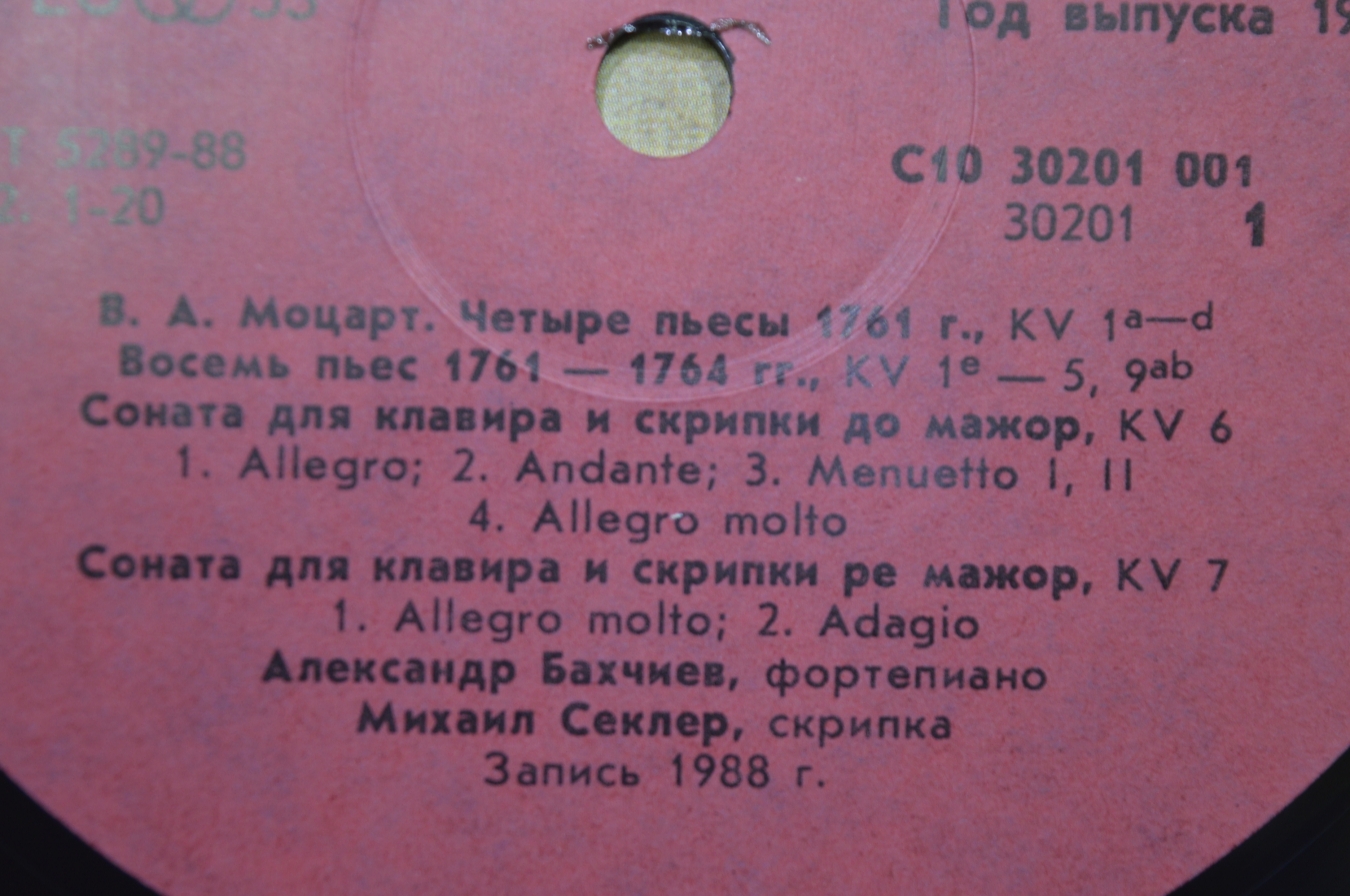 Год выпуска
Т 5289-88
2. 1-20
С10 30201 001
30201 1
В. А. Моцарт. Четыре пьесы 1761 г., KV 1a—d
Восемь пьес 1761 — 1764 гг., KV 1e — 5, 9ab
Соната для клавира и скрипки до мажор, KV 6
1. Allegro; 2. Andante; 3. Menuetto I, II
4. Allegro molto
Соната для клавира и скрипки ре мажор, KV 7
1. Allegro molto; 2. Adagio
Александр Бахчиев, фортепиано
Михаил Секлер, скрипка
Запись 1988 г.